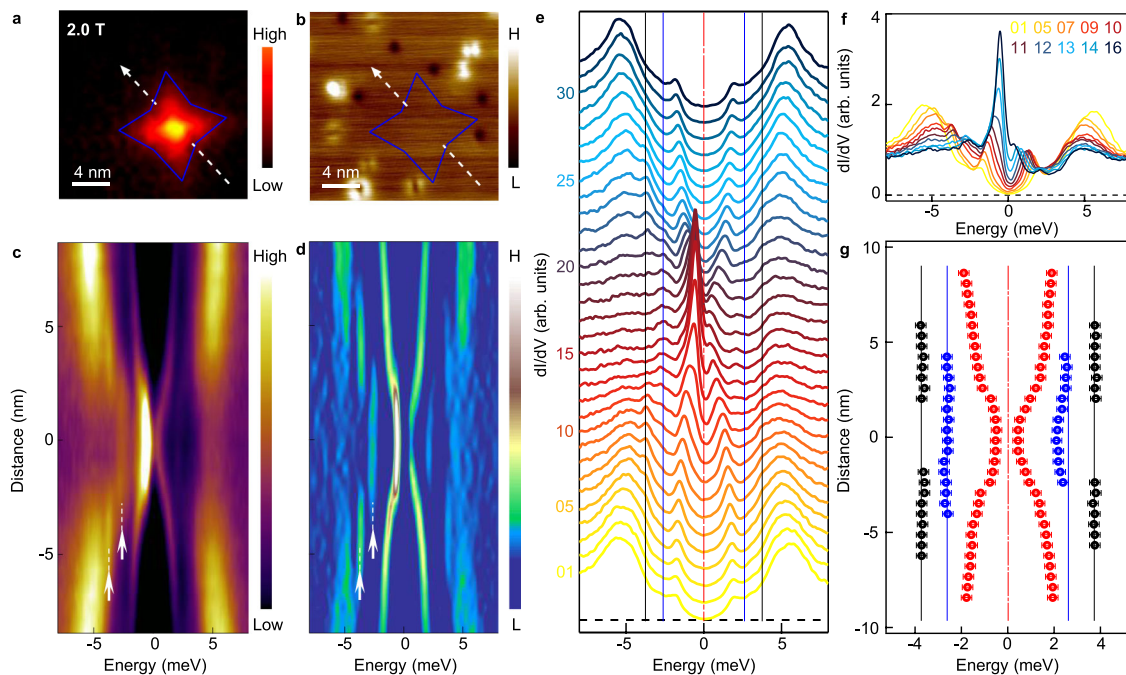 a
2.0 T
4 nm
High
Low
b
4 nm
H
L
c
Distance (nm)
5
0
-5
-5
0
5
Energy (meV)
High
Low
d
-5
0
5
Energy (meV)
H
L
e
dI/dV (arb. units)
30
25
20
15
10
05
01
-5
0
5
Energy (meV)
f
01 05 07 09 10
11 12 13 14 16
dI/dV (arb. units)
4
2
0
-5
0
5
Energy (meV)
g
Distance (nm)
10
5
0
-5
-10
-4
-2
0
2
4
Energy (meV)